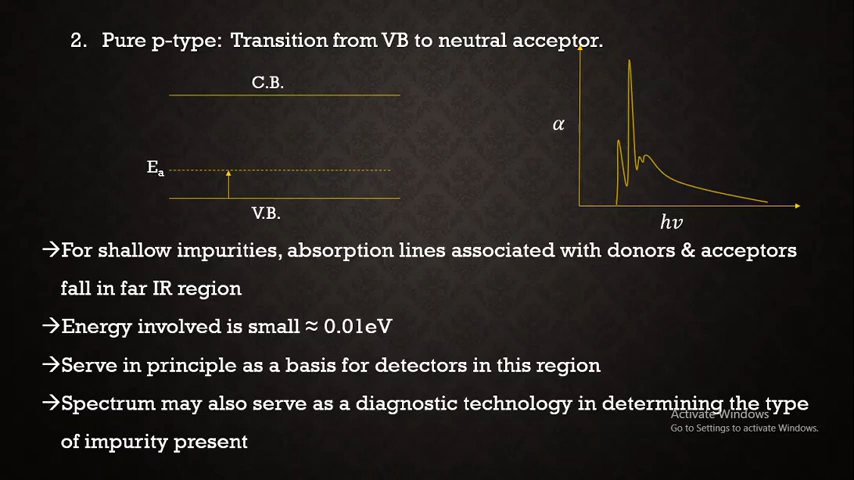 2. Pure p-type: Transition from VB to neutral acceptor.
C.B.
Ea
V.B.
α
hν
→For shallow impurities, absorption lines associated with donors & acceptors
fall in far IR region
→Energy involved is small ≈ 0.01eV
→Serve in principle as a basis for detectors in this region
→Spectrum may also serve as a diagnostic technology in determining the type
of impurity present
Activate Windows
Go to Settings to activate Windows.